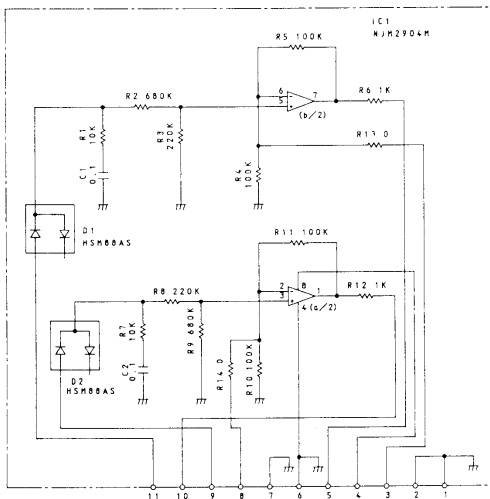 IC1
NJM2904M
R5 100K
R2 680K
6
5
7
(b/2)
R6 1K
R1
10K
R3
220K
R13 0
C1
0.1
R4
100K
D1
HSM88AS
R11 100K
R8 220K
2
3
8
1
4
(a/2)
R12 1K
R7
10K
R9 680K
C2
0.1
R14 0
R10 100K
D2
HSM88AS
11
10
9
8
7
6
5
4
3
2
1